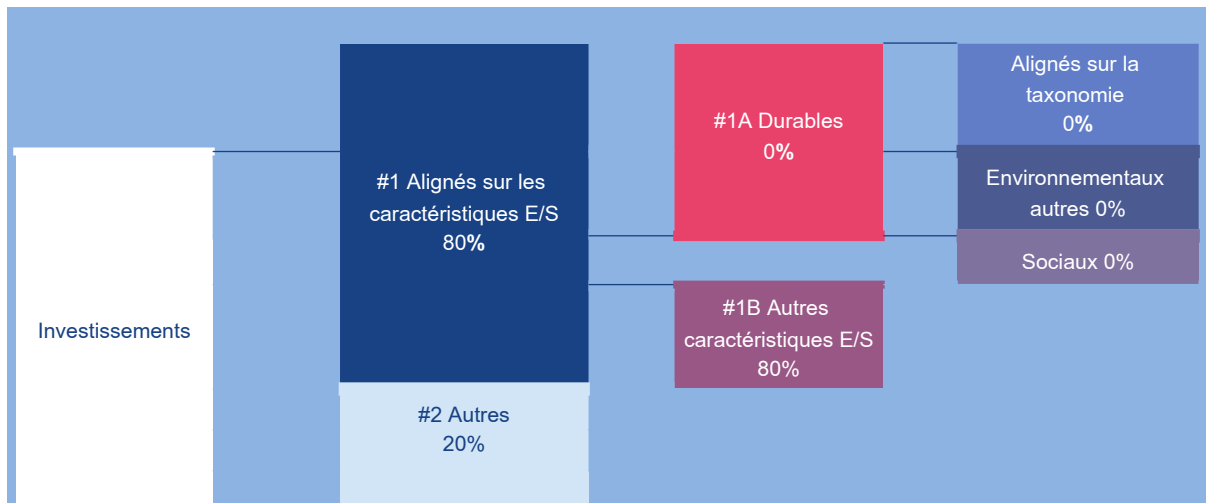 Investissements
#1 Alignés sur les
caractéristiques E/S
80%
#2 Autres
20%
#1A Durables
0%
#1B Autres
caractéristiques E/S
80%
Alignés sur la
taxonomie
0%
Environnementaux
autres 0%
Sociaux 0%